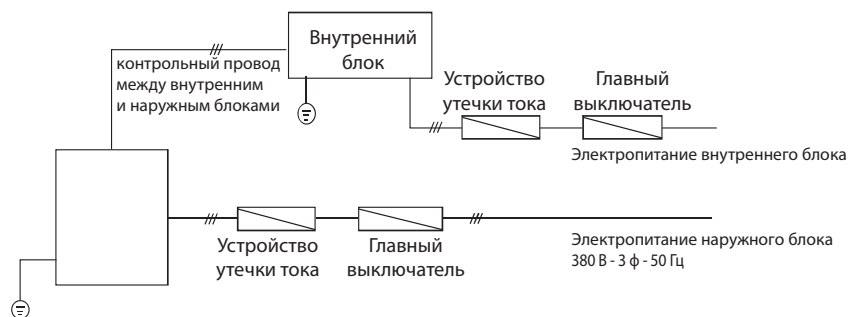 Внутренний
блок
контрольный провод
между внутренним
и наружным блоками
Устройство
утечки тока
Главный
выключатель
Электропитание внутреннего блока
Устройство
утечки тока
Главный
выключатель
Электропитание наружного блока
380 В - 3 ф - 50 Гц